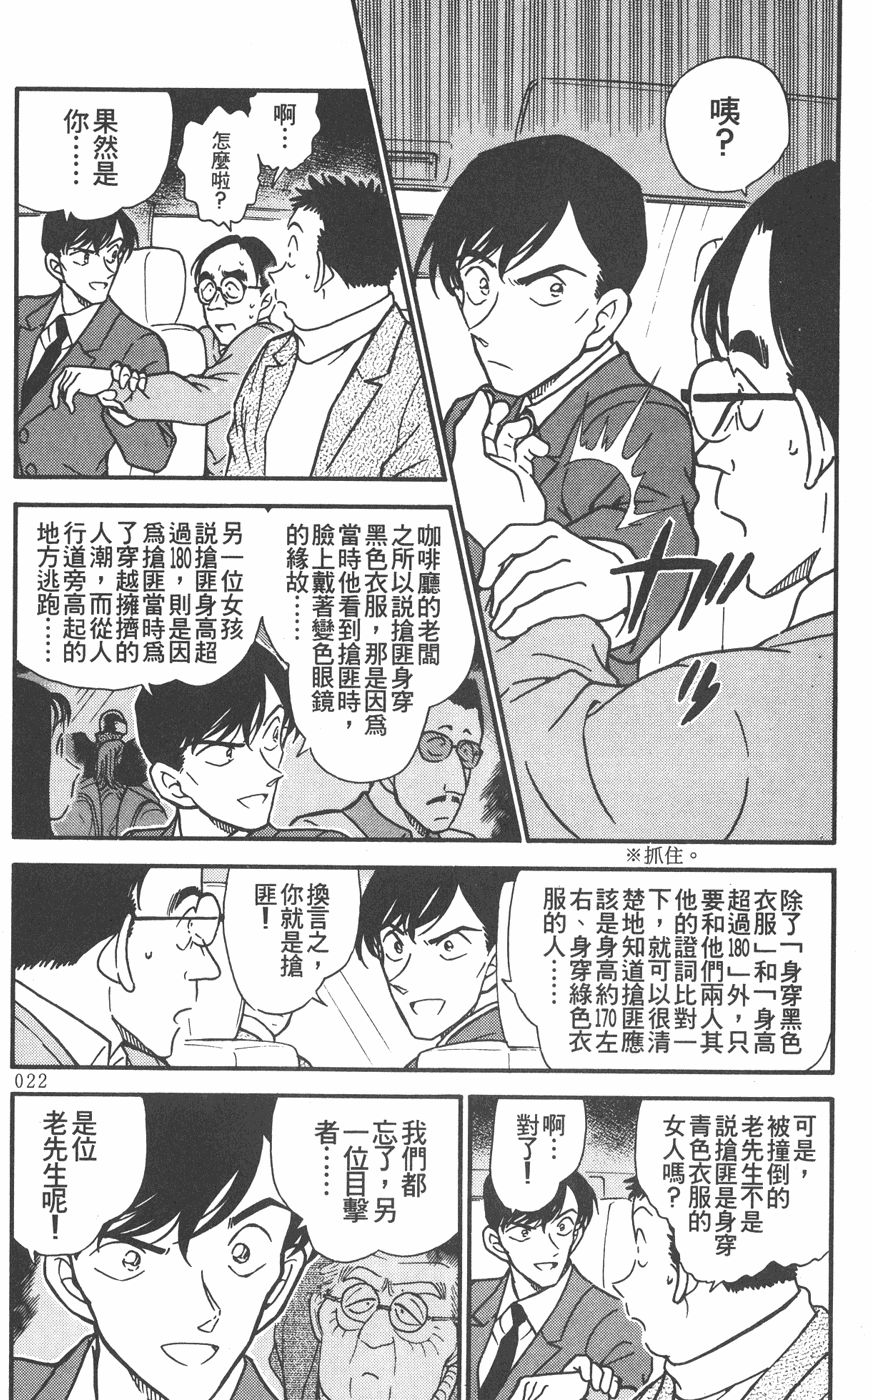 咦？
※抓住。
啊…
怎麼啦？
果然是
你……
咖啡廳的老闆
之所以說搶匪身穿
黑色衣服，那是因為
當時他看到搶匪時，
臉上戴著變色眼鏡
的緣故……
另一位女孩
說搶匪身高超
過180，則是因
為搶匪當時為
了穿越擁擠的
人潮，而從人
行道旁高起的
地方逃跑……
除了「身穿黑色
衣服」和「身高
超過180」外，只
要和他們兩人其
他的證詞比對一
下，就可以很清
楚地知道搶匪應
該是身高約170左
右、身穿綠色衣
服的人……
換言之，
你就是搶
匪！
022
可是，
被撞倒的
老先生不是
說搶匪是身穿
青色衣服的
女人嗎？
啊…
對了！
我們都
忘了，另
一位目擊
者……
是位
老先生呢！